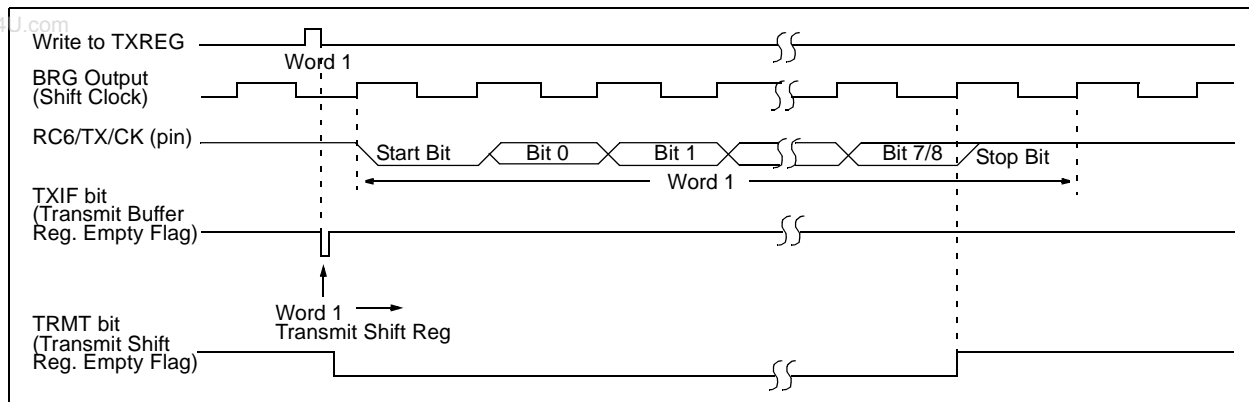 4U.com
Write to TXREG
Word 1
BRG Output
(Shift Clock)
RC6/TX/CK (pin)
Start Bit
Bit 0
Bit 1
Bit 7/8
Stop Bit
Word 1
TXIF bit
(Transmit Buffer
Reg. Empty Flag)
Word 1
Transmit Shift Reg
TRMT bit
(Transmit Shift
Reg. Empty Flag)